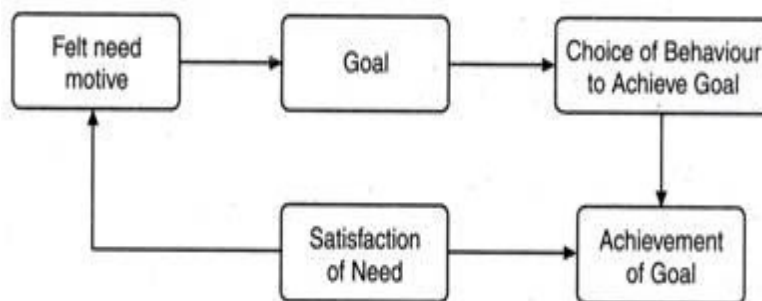 Felt need
motive
Goal
Choice of Behaviour
to Achieve Goal
Satisfaction
of Need
Achievement
of Goal